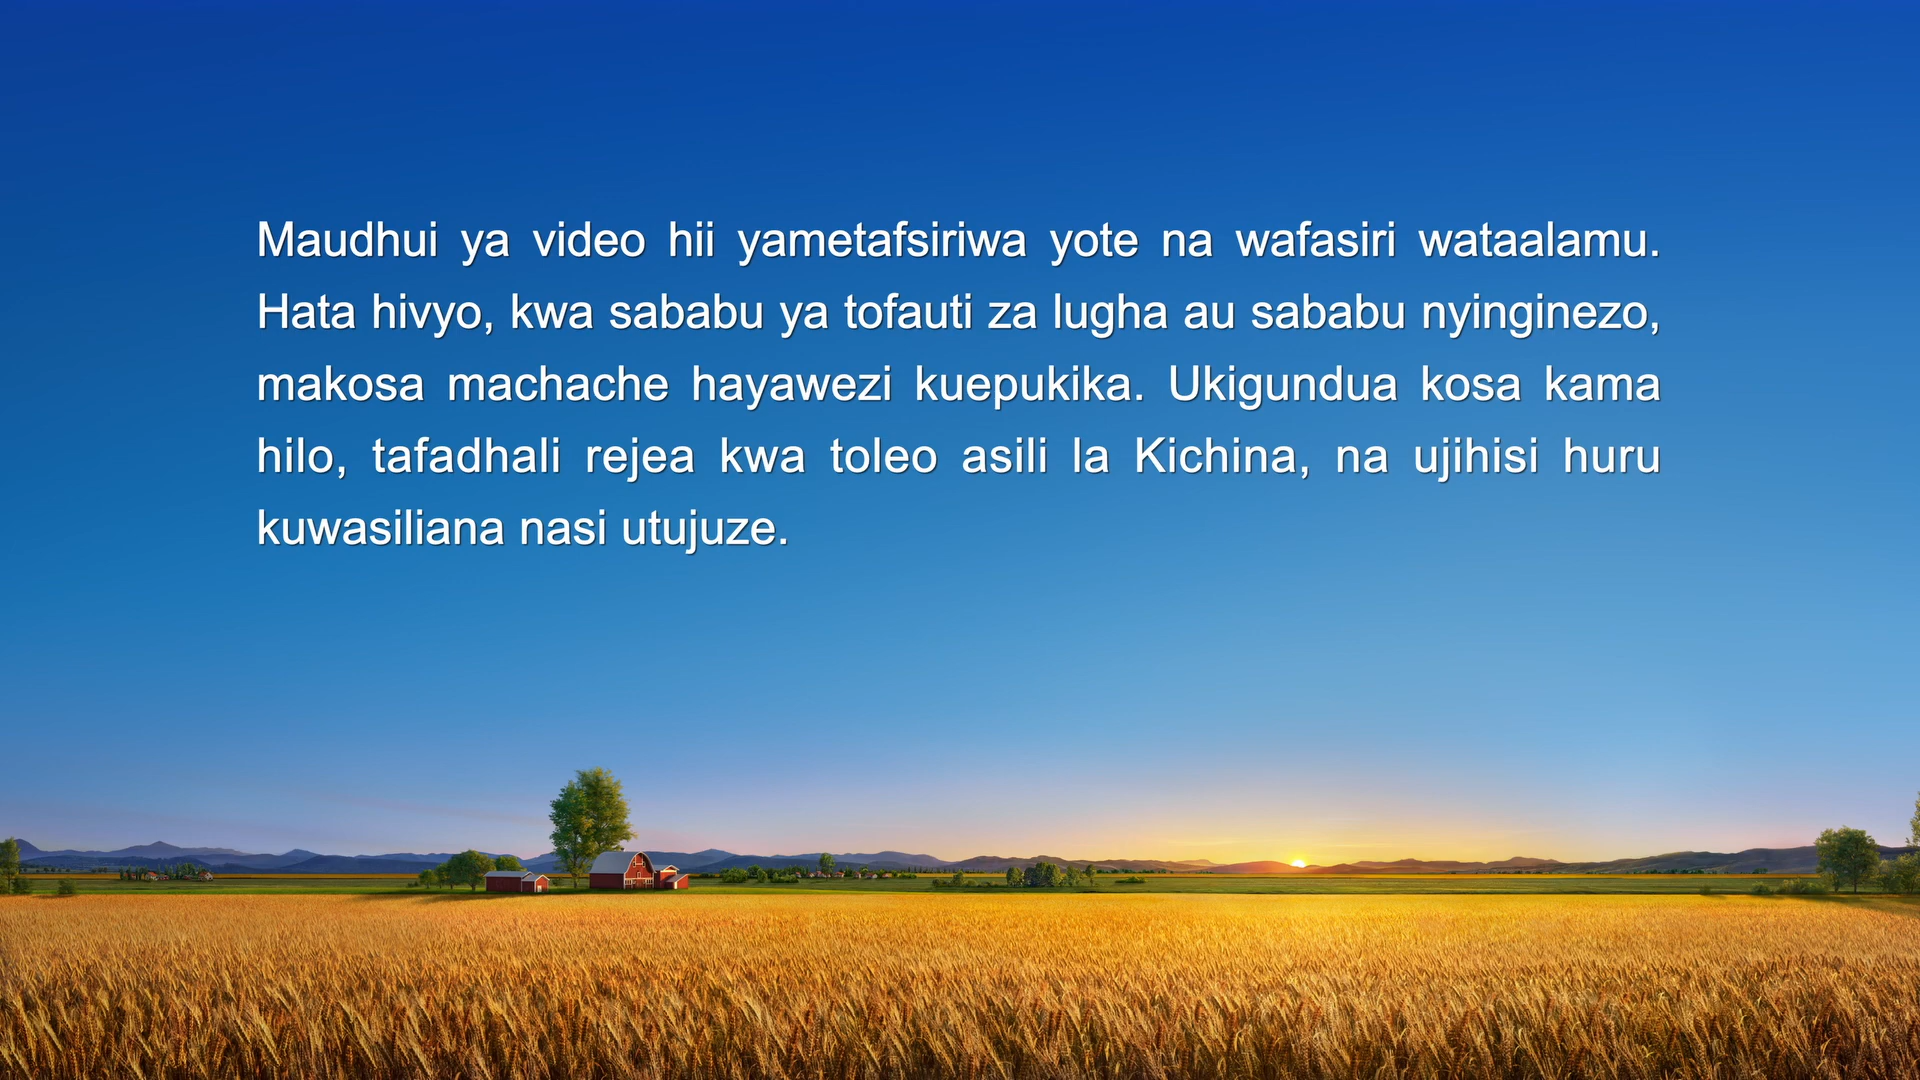 Maudhui ya video hii yametafsiriwa yote na wafasiri wataalamu.
Hata hivyo, kwa sababu ya tofauti za lugha au sababu nyinginezo,
makosa machache hayawezi kuepukika. Ukigundua kosa kama
hilo, tafadhali rejea kwa toleo asili la Kichina, na ujihisi huru
kuwasiliana nasi utujuze.